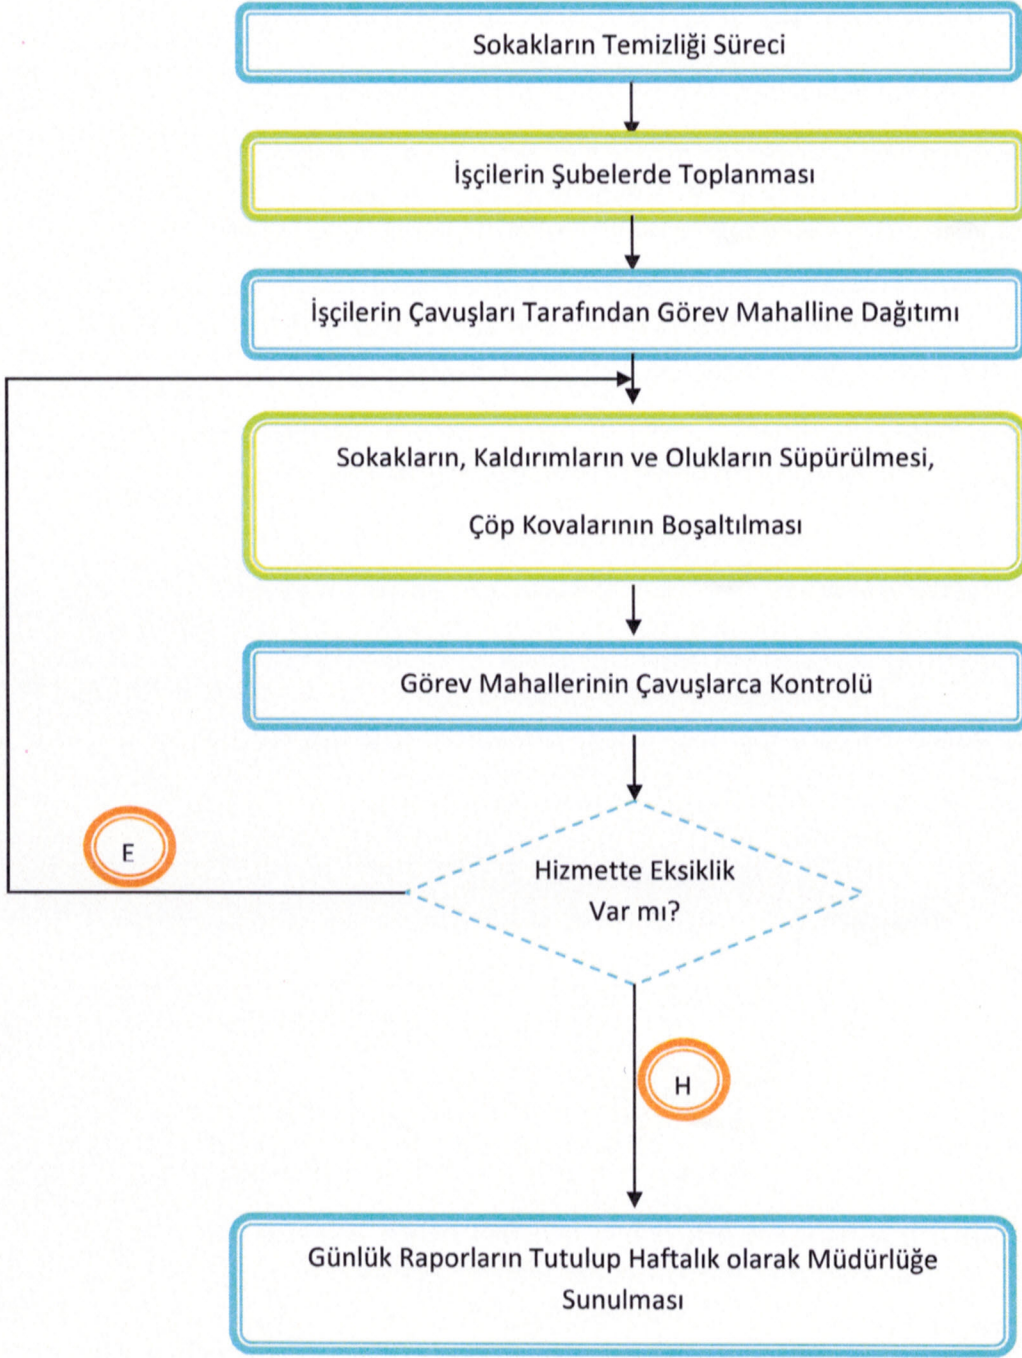 Sokakların Temizliği Süreci
İşçilerin Şubelerde Toplanması
İşçilerin Çavuşları Tarafından Görev Mahalline Dağıtımı
Sokakların, Kaldırımların ve Olukların Süpürülmesi,
Çöp Kovalarının Boşaltılması
Görev Mahallerinin Çavuşlarca Kontrolü
E
Hizmette Eksiklik
Var mı?
H
Günlük Raporların Tutulup Haftalık olarak Müdürlüğe
Sunulması